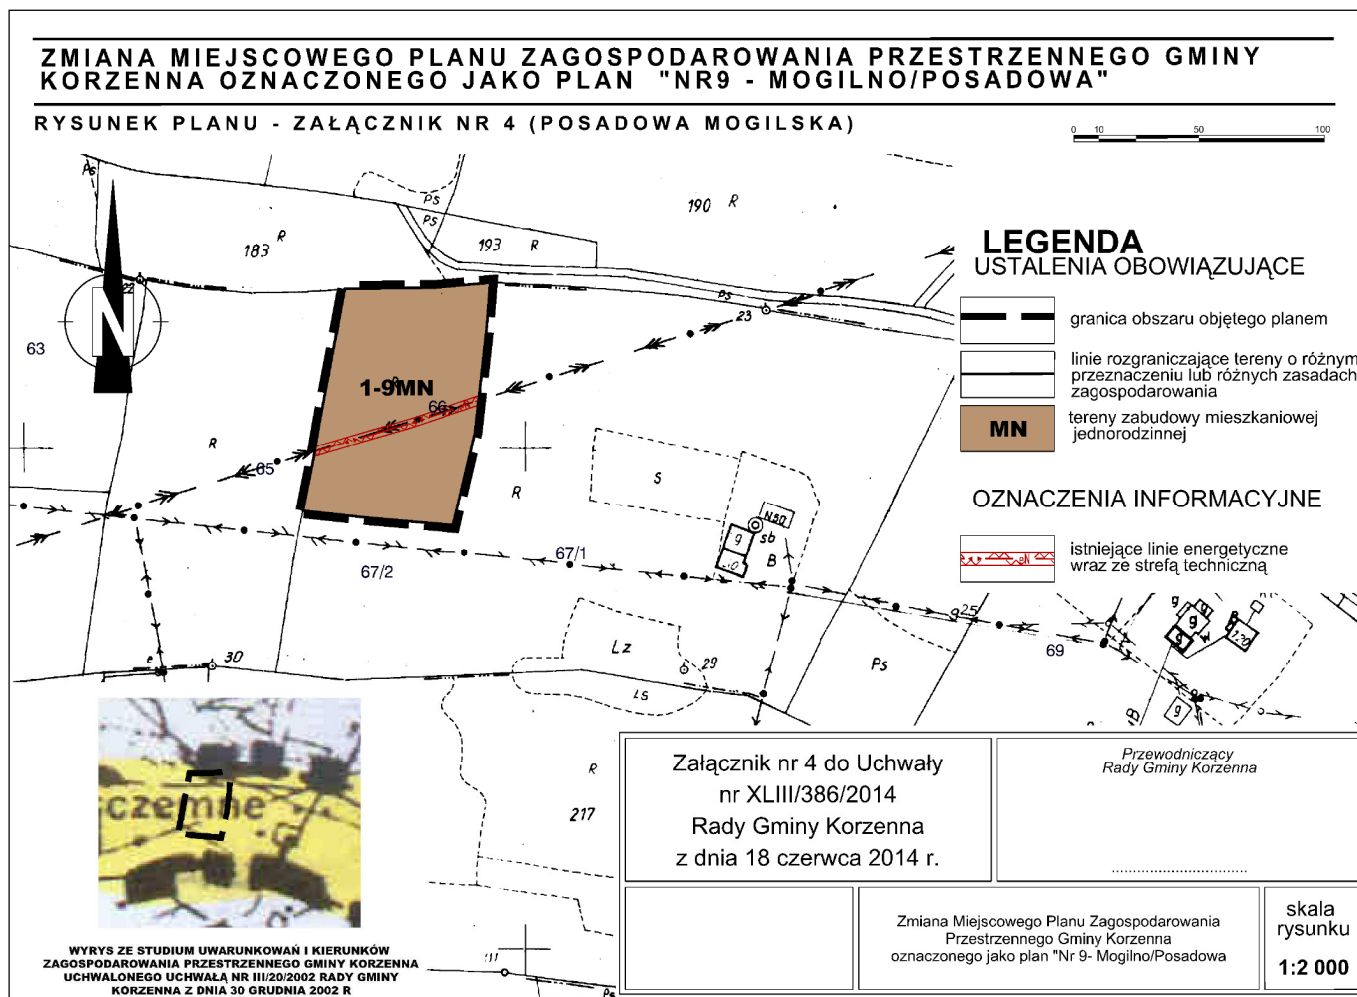 ZMIANA MIEJSCOWEGO PLANU ZAGOSPODAROWANIA PRZESTRZENNEGO GMINY
KORZENNA OZNACZONEGO JAKO PLAN "NR9 - MOGILNO/POSADOWA"
RYSUNEK PLANU - ZAŁĄCZNIK NR 4 (POSADOWA MOGILSKA)
0 10 50 100
Ps
Ps
Ps
190 R
183 R
193 R
Ps
22
23
N
63
1-9MN
R
66
R
65
R
S
N50
sb
g
B
67/1
67/2
925
69
g
g
g
g
B
30
Lz
29
Ls
Ps
e
R
217
91
Ps
LEGENDA
USTALENIA OBOWIĄZUJĄCE
granica obszaru objętego planem
linie rozgraniczające tereny o różnym
przeznaczeniu lub różnych zasadach
zagospodarowania
MN
tereny zabudowy mieszkaniowej
jednorodzinnej
OZNACZENIA INFORMACYJNE
istniejące linie energetyczne
wraz ze strefą techniczną
czemne
WYRYS ZE STUDIUM UWARUNKOWAŃ I KIERUNKÓW
ZAGOSPODAROWANIA PRZESTRZENNEGO GMINY KORZENNA
UCHWALONEGO UCHWAŁĄ NR III/20/2002 RADY GMINY
KORZENNA Z DNIA 30 GRUDNIA 2002 R
Załącznik nr 4 do Uchwały
nr XLIII/386/2014
Rady Gminy Korzenna
z dnia 18 czerwca 2014 r.
Przewodniczący
Rady Gminy Korzenna
Zmiana Miejscowego Planu Zagospodarowania
Przestrzennego Gminy Korzenna
oznaczonego jako plan "Nr 9- Mogilno/Posadowa
skala
rysunku
1:2 000